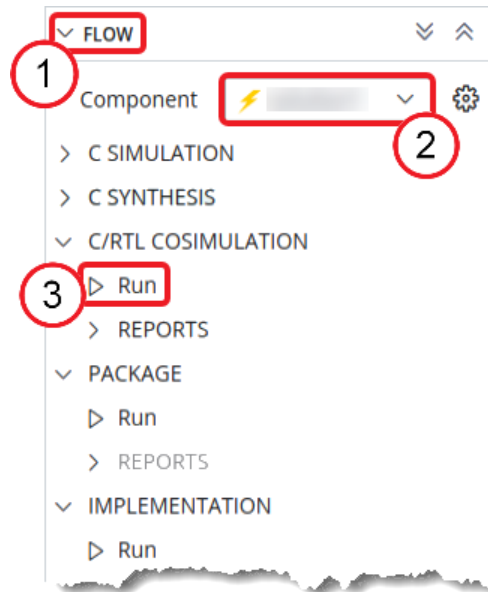 FLOW
1
Component
2
C SIMULATION
C SYNTHESIS
C/RTL COSIMULATION
3 Run
REPORTS
PACKAGE
Run
REPORTS
IMPLEMENTATION
Run